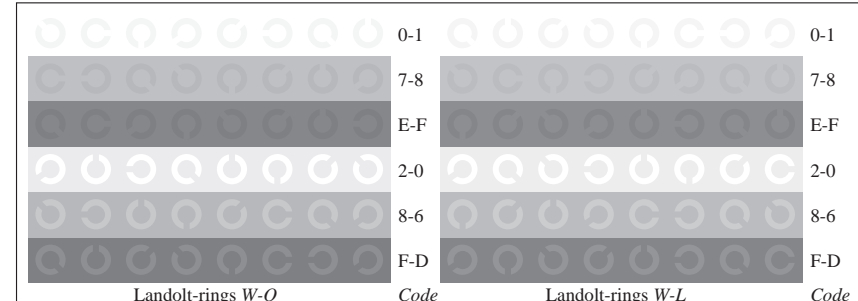 0-1 0-1
7-8 7-8
E-F E-F
2-0 2-0
8-6 8-6
F-D F-D
Landolt-rings W-O Code Landolt-rings W-L Code